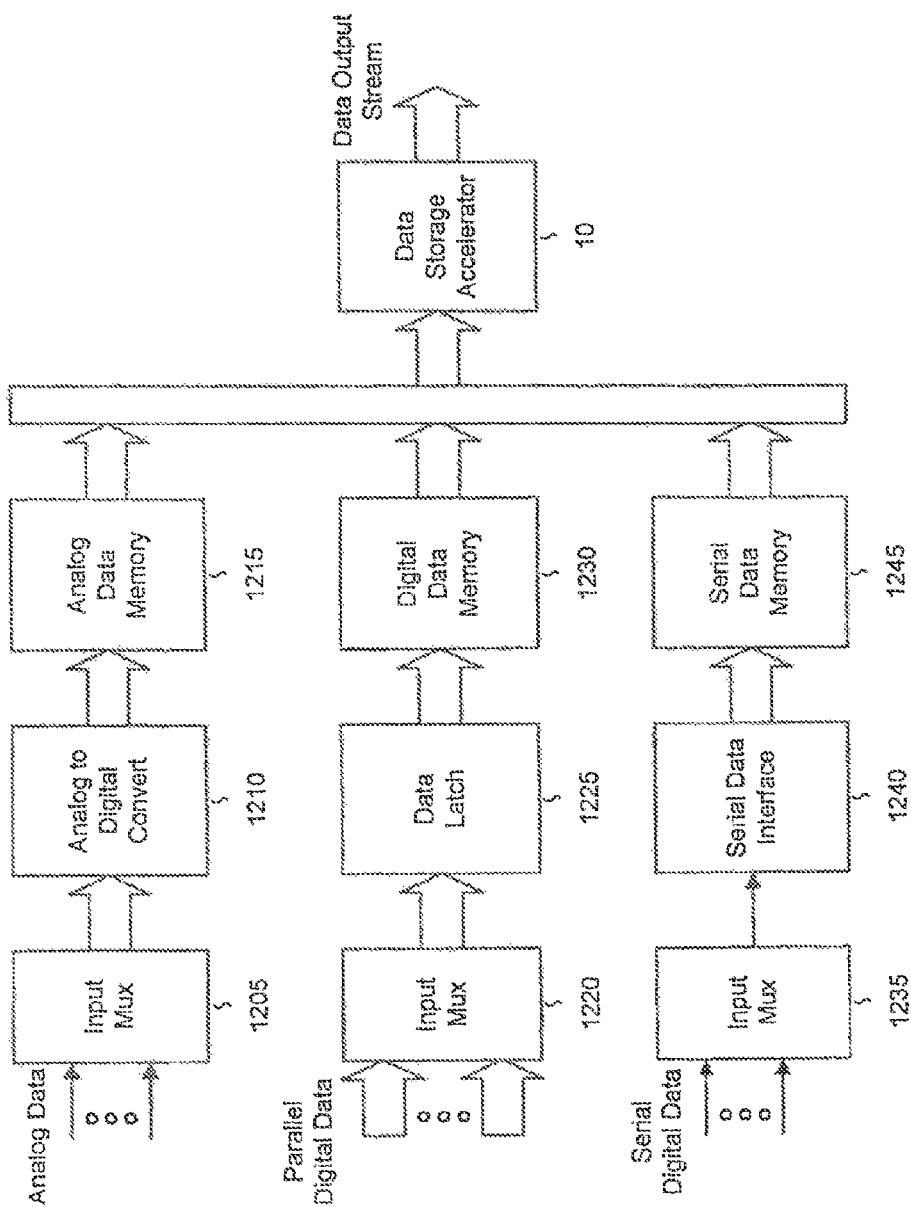 Analog Data
Input
Mux
1205
Analog to
Digital
Convert
1210
Analog
Data
Memory
1215
Parallel
Digital Data
Input
Mux
1220
Data
Latch
1225
Digital
Data
Memory
1230
Serial
Digital Data
Input
Mux
1235
Serial Data
Interface
1240
Serial
Data
Memory
1245
Data
Storage
Accelerator
10
Data Output
Stream